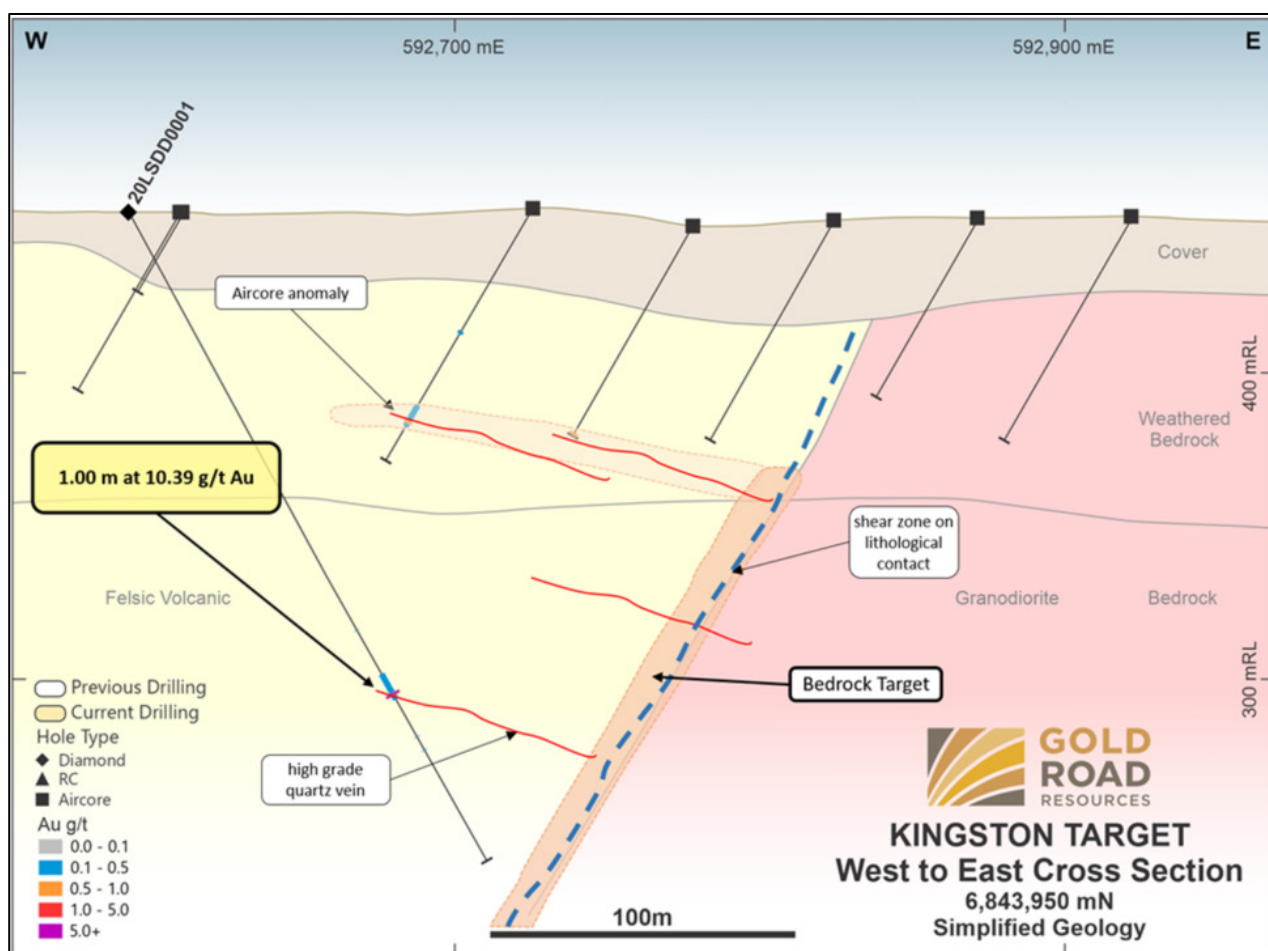 W
592,700 mE
592,900 mE
E
20LSDD0001
Cover
Aircore anomaly
400 mRL
Weathered
Bedrock
1.00 m at 10.39 g/t Au
shear zone on
lithological
contact
Felsic Volcanic
Granodiorite
Bedrock
300 mRL
Bedrock Target
Previous Drilling
Current Drilling
Hole Type
Diamond
RC
Aircore
high grade
quartz vein
Au g/t
0.0 - 0.1
0.1 - 0.5
0.5 - 1.0
1.0 - 5.0
5.0+
100m
GOLD
ROAD
RESOURCES
KINGSTON TARGET
West to East Cross Section
6,843,950 mN
Simplified Geology